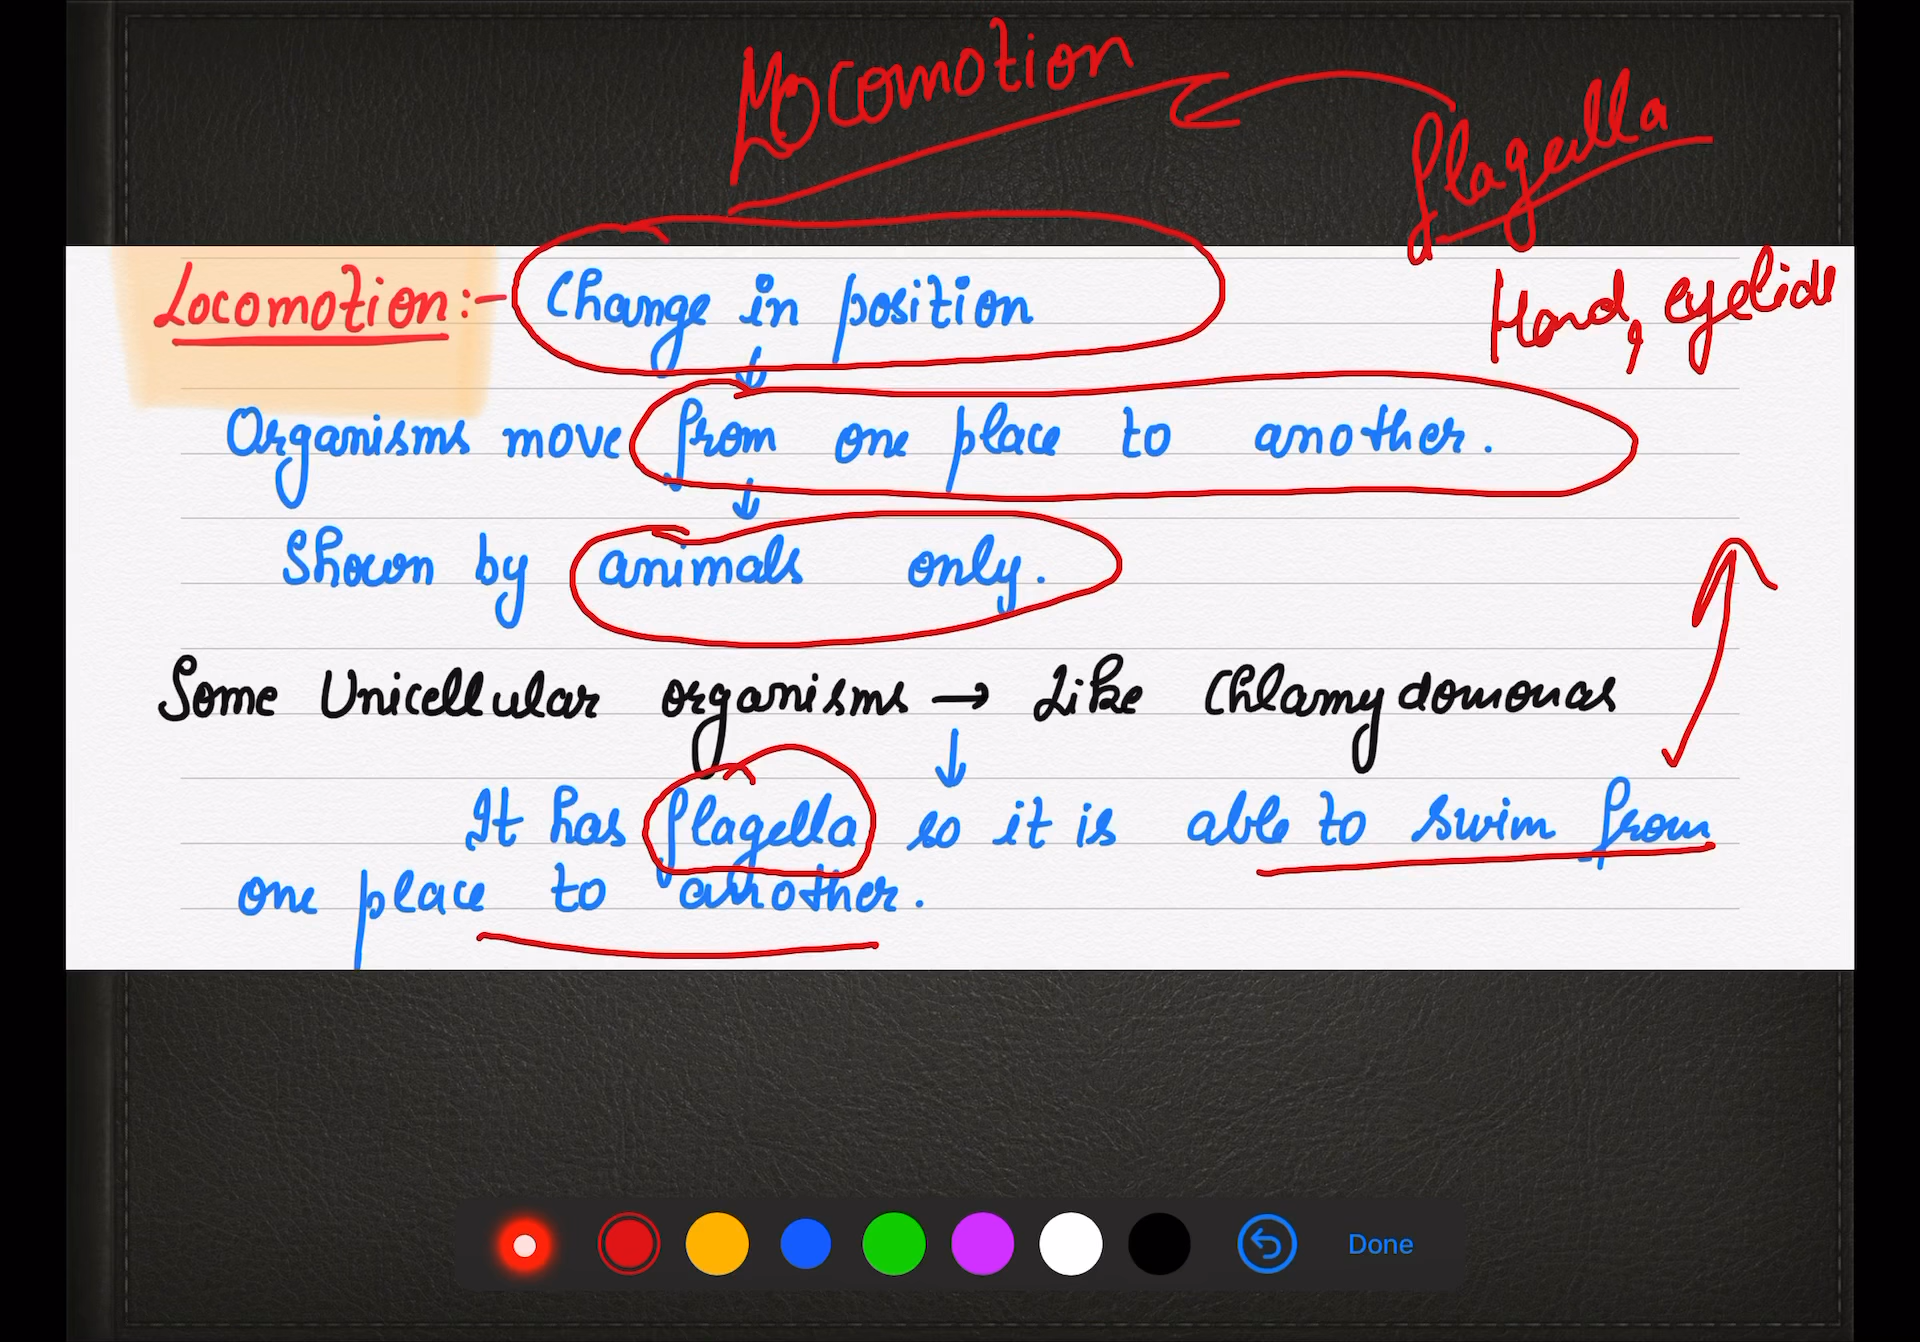 Locomotion
flagella
Locomotion:- Change in position
Hand, eyelids
Organisms move from one place to another.
Shown by animals only.
Some Unicellular organisms → Like Chlamydomonas
It has flagella so it is able to swim from
one place to another.
Done